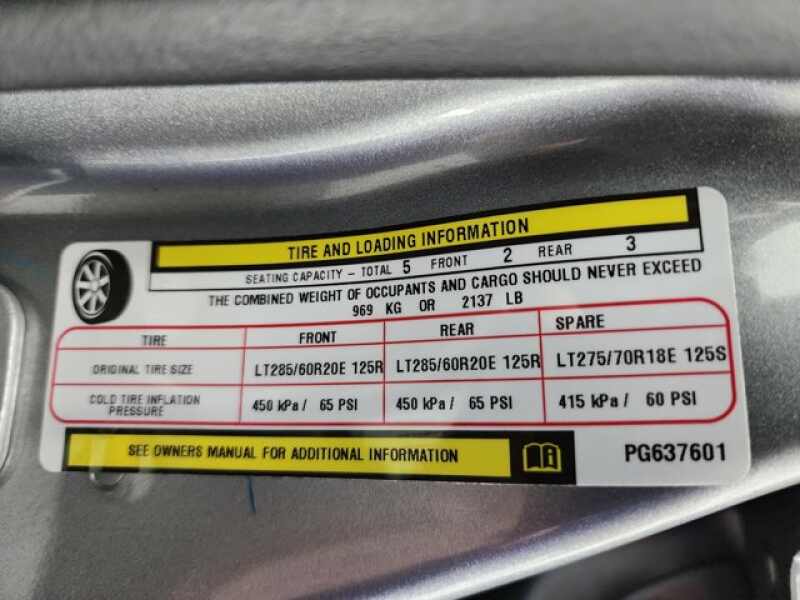 TIRE AND LOADING INFORMATION
SEATING CAPACITY - TOTAL 5 FRONT 2 REAR 3
THE COMBINED WEIGHT OF OCCUPANTS AND CARGO SHOULD NEVER EXCEED
969 KG OR 2137 LB
TIRE FRONT REAR SPARE
ORIGINAL TIRE SIZE LT285/60R20E 125R LT285/60R20E 125R LT275/70R18E 125S
COLD TIRE INFLATION PRESSURE 450 kPa / 65 PSI 450 kPa / 65 PSI 415 kPa / 60 PSI
SEE OWNERS MANUAL FOR ADDITIONAL INFORMATION PG637601